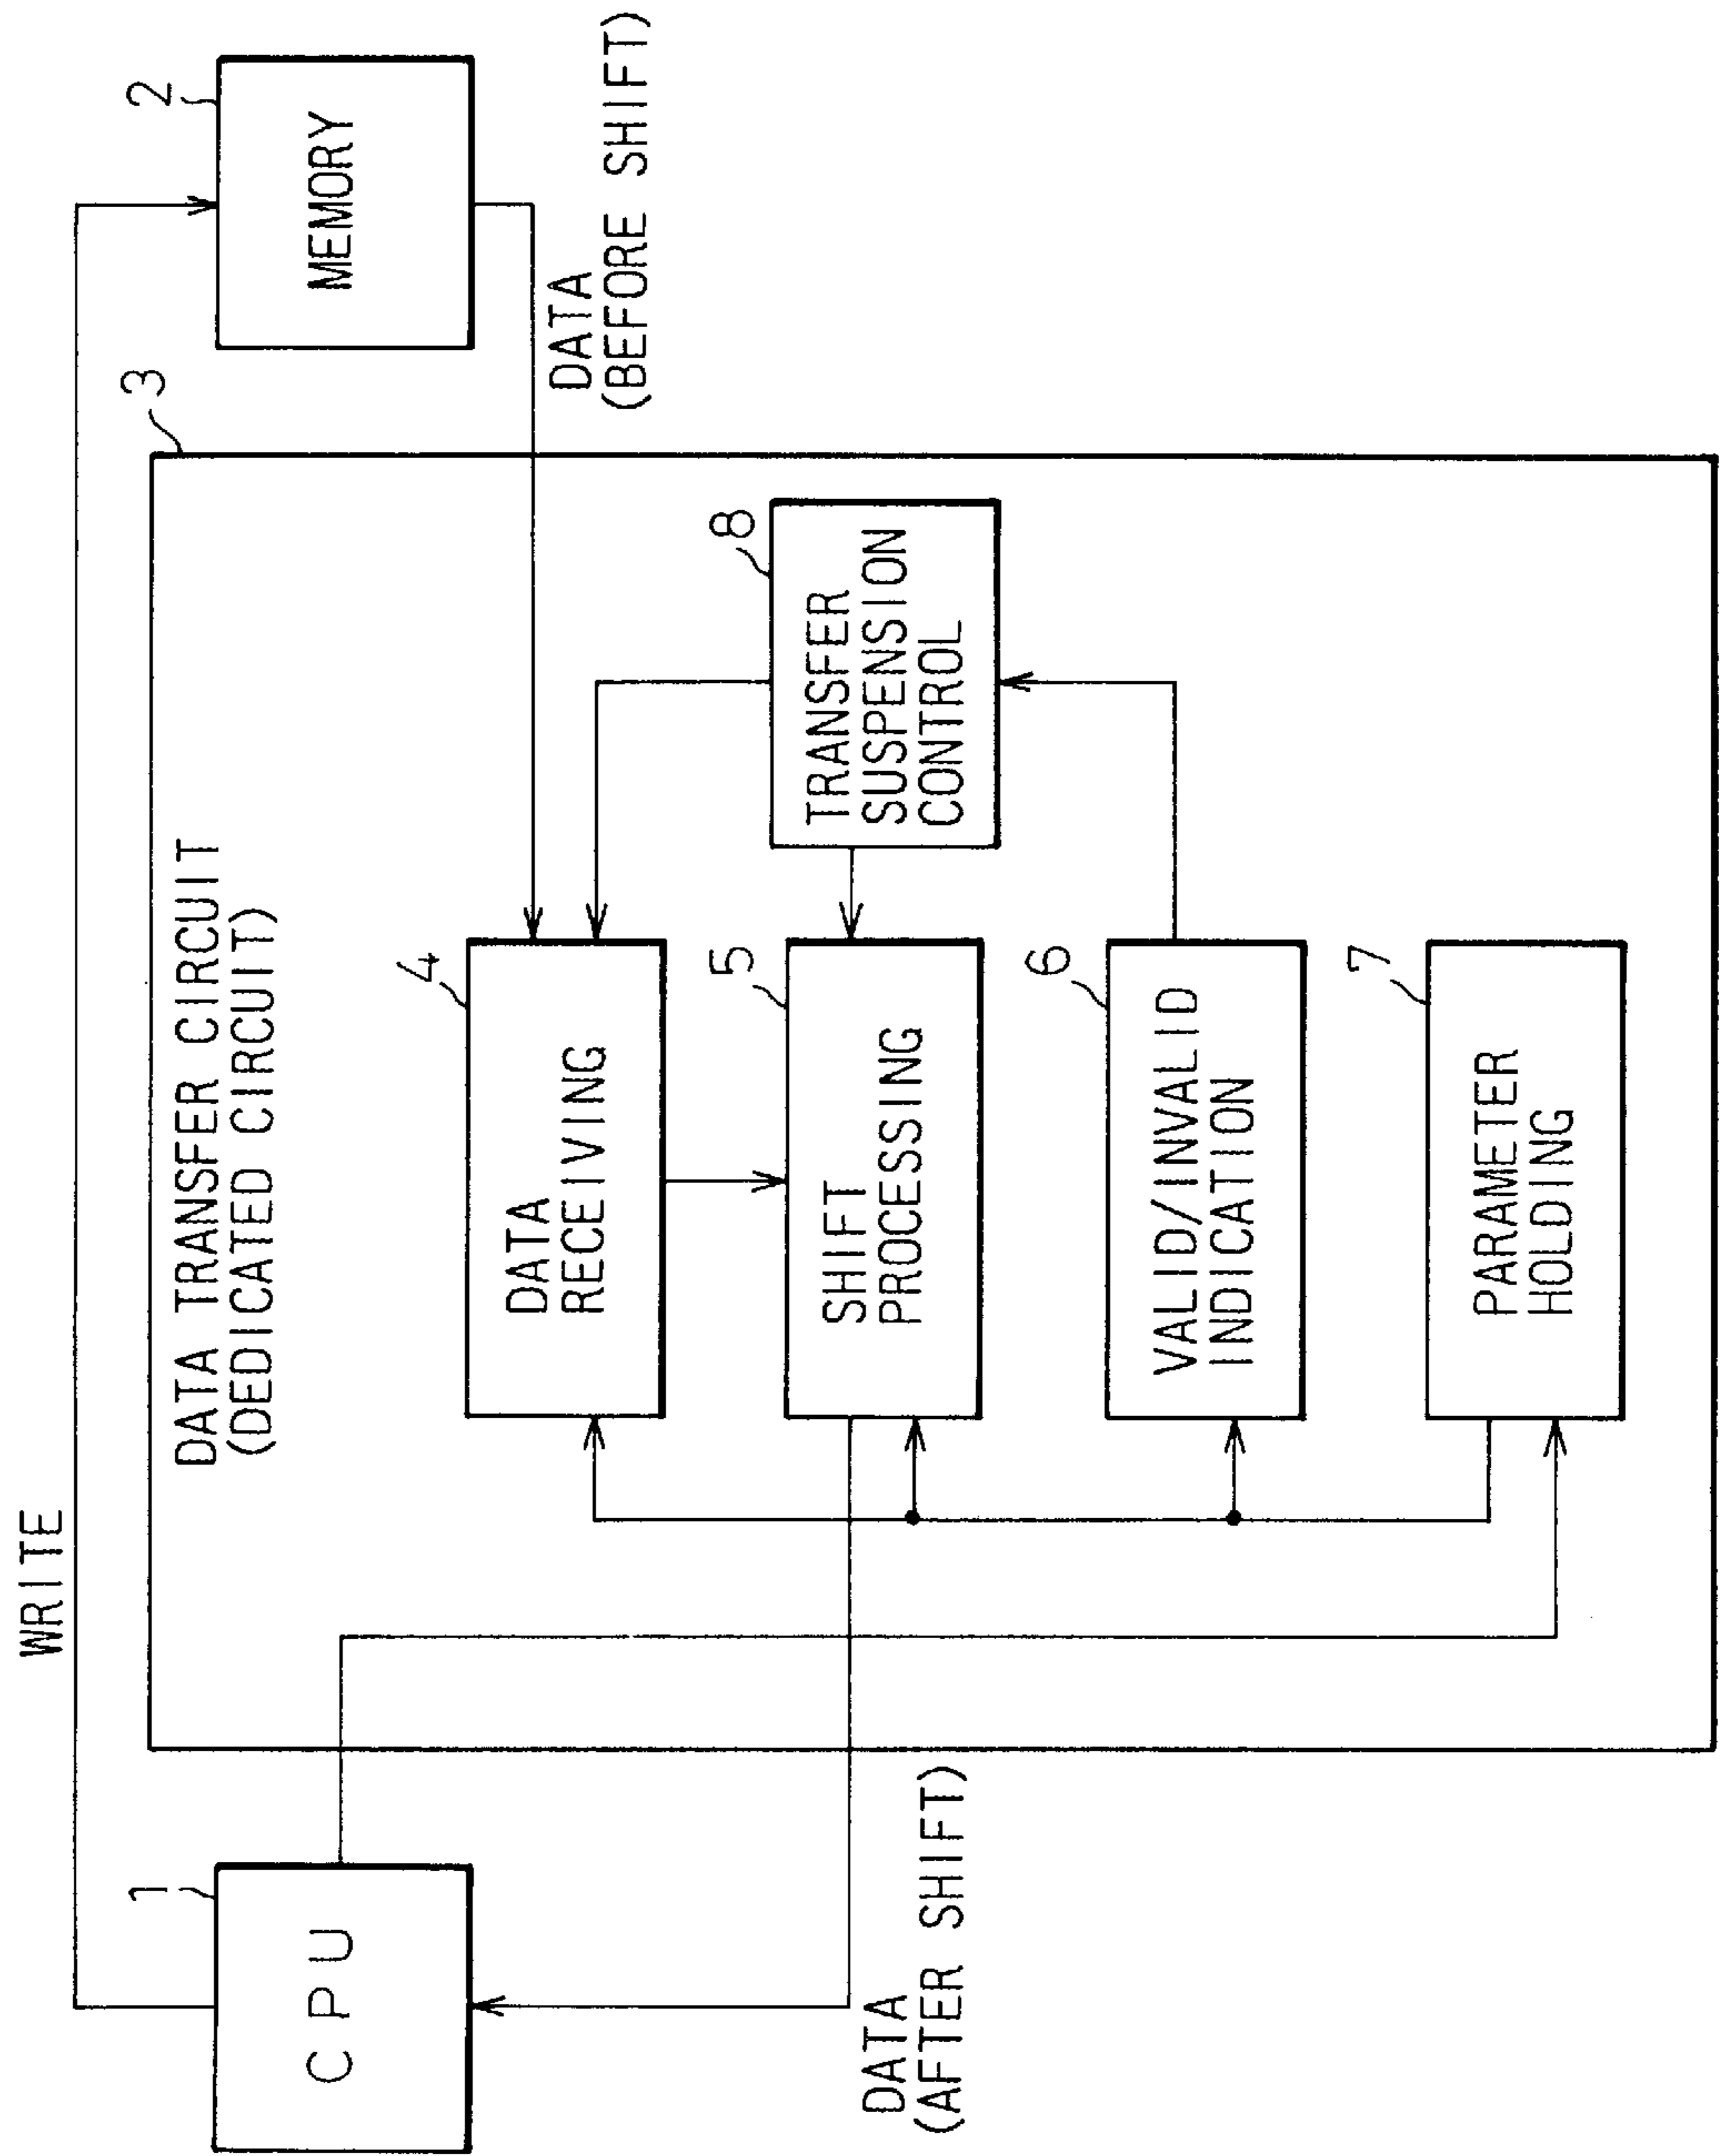 WRITE
1
CPU
2
MEMORY
3
DATA TRANSFER CIRCUIT
(DEDICATED CIRCUIT)
DATA
(BEFORE SHIFT)
4
DATA
RECEIVING
8
TRANSFER
SUSPENSION
CONTROL
5
SHIFT
PROCESSING
DATA
(AFTER SHIFT)
6
VALID/INVALID
INDICATION
7
PARAMETER
HOLDING